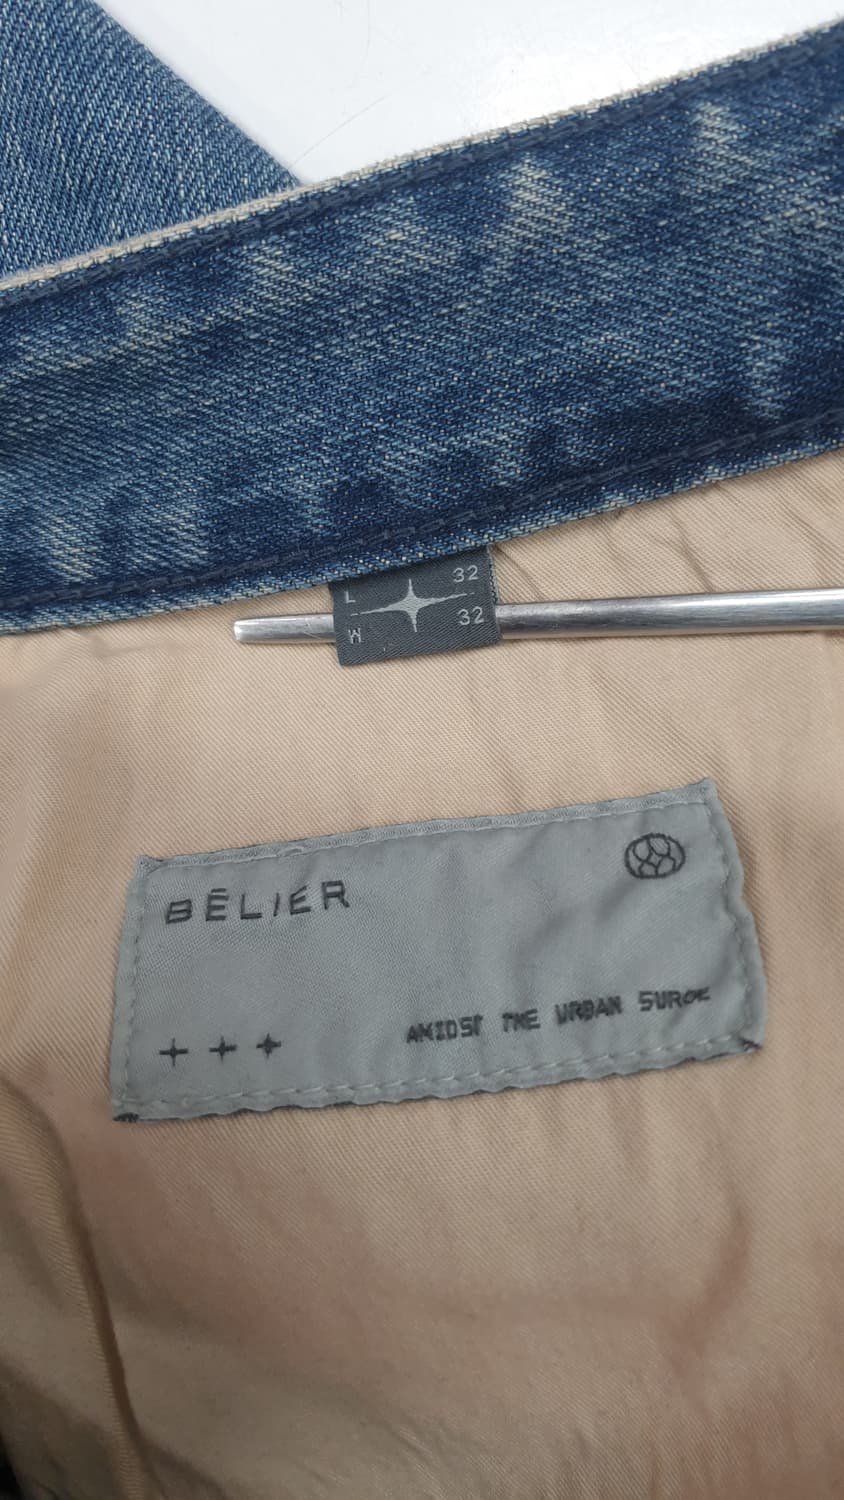 L 32
W 32
BĒLIER
AMIDST THE URBAN SURGE